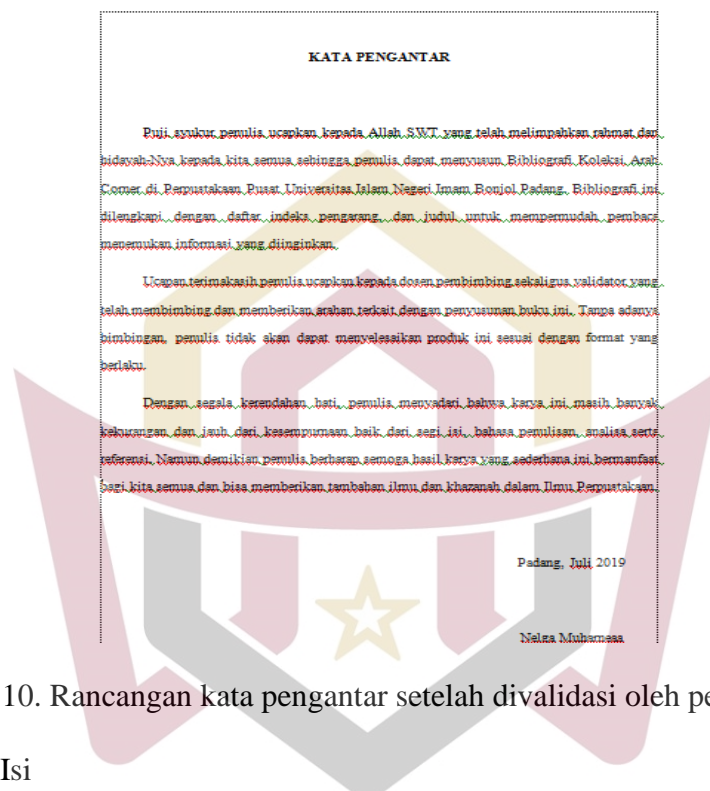 KATA PENGANTAR
Puji syukur penulis ucapkan kepada Allah SWT yang telah melimpahkan rahmat dan
hidayah-Nya kepada kita semua sehingga penulis dapat menyusun Bibliografi Koleksi Arab
Corner di Perpustakaan Pusat Universitas Islam Negeri Imam Bonjol Padang. Bibliografi ini
dilengkapi dengan daftar indeks pengarang, dan judul untuk mempermudah pembaca
menemukan informasi yang diinginkan.
Ucapan terimakasih penulis ucapkan kepada dosen pembimbing sekaligus validator yang
telah membimbing dan memberikan arahan terkait dengan penyusunan buku ini. Tanpa adanya
bimbingan, penulis tidak akan dapat menyelesaikan produk ini sesuai dengan format yang
berlaku.
Dengan segala kerendahan hati, penulis menyadari bahwa karya ini masih banyak
kekurangan dan jauh dari kesempurnaan baik dari segi isi, bahasa penulisan, analisa serta
referensi. Namun demikian penulis berharap semoga hasil karya yang sederhana ini bermanfaat
bagi kita semua dan bisa memberikan tambahan ilmu dan khazanah dalam Ilmu Perpustakaan.
Padang, Juli 2019
Nelga Muharnesa
10. Rancangan kata pengantar setelah divalidasi oleh pe
Isi